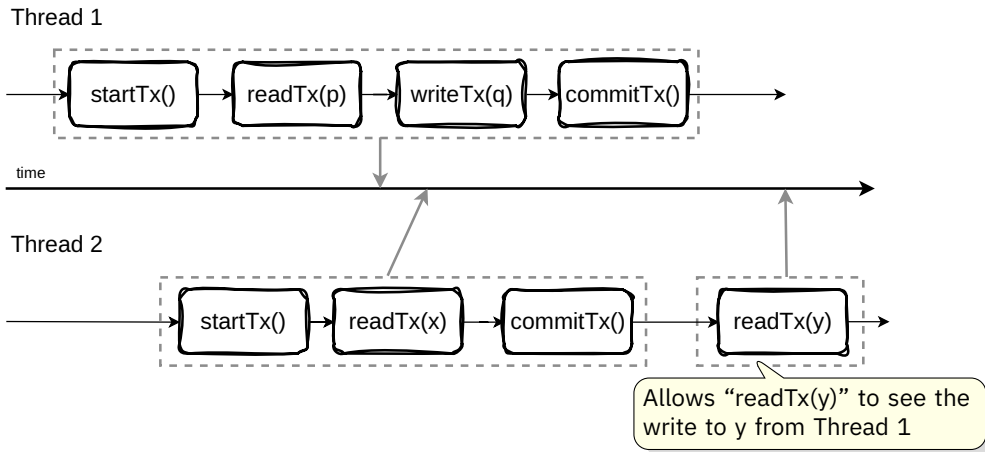 Thread 1
startTx()
readTx(p)
writeTx(q)
commitTx()
time
Thread 2
startTx()
readTx(x)
commitTx()
readTx(y)
Allows “readTx(y)” to see the
write to y from Thread 1